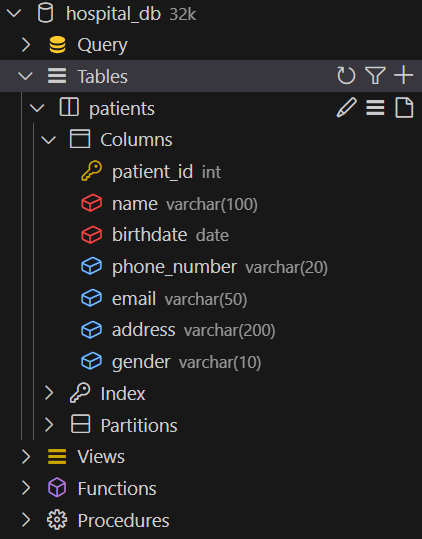 hospital_db 32k
Query
Tables
patients
Columns
patient_id int
name varchar(100)
birthdate date
phone_number varchar(20)
email varchar(50)
address varchar(200)
gender varchar(10)
Index
Partitions
Views
Functions
Procedures